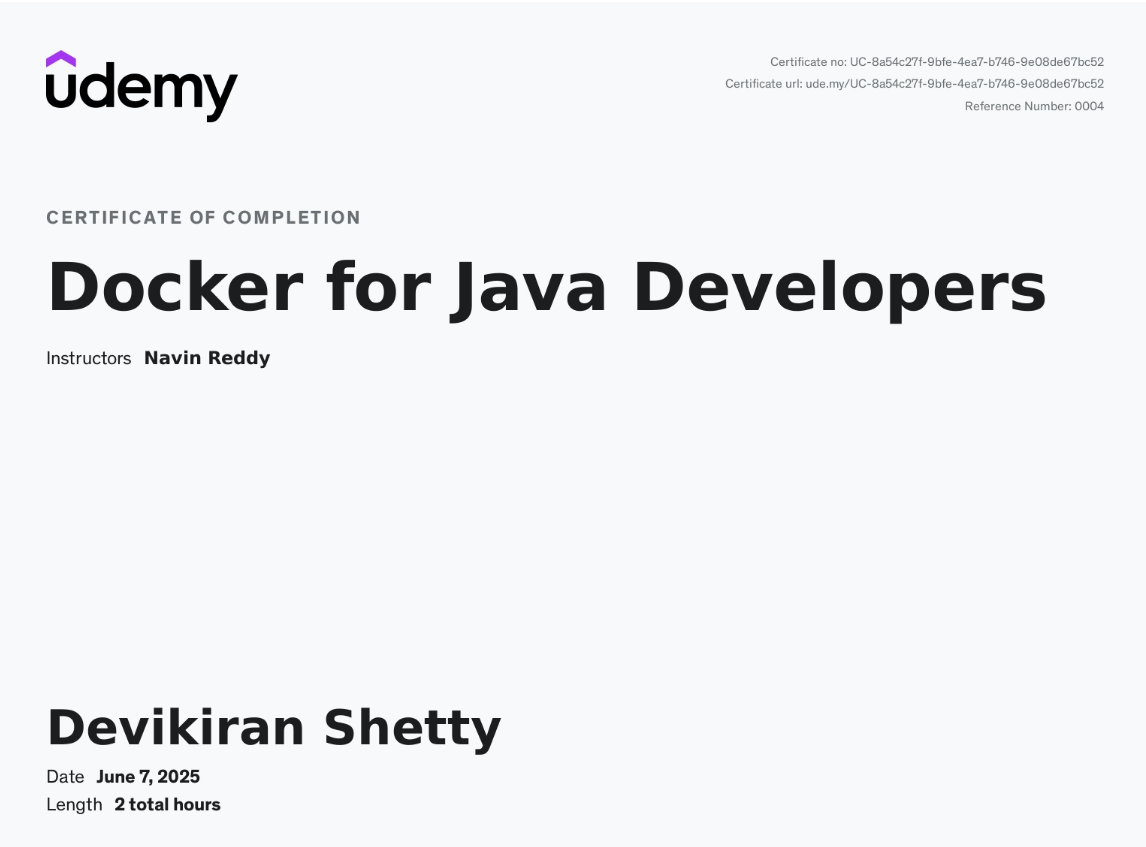 udemy
Certificate no: UC-8a54c27f-9bfe-4ea7-b746-9e08de67bc52
Certificate url: ude.my/UC-8a54c27f-9bfe-4ea7-b746-9e08de67bc52
Reference Number: 0004
CERTIFICATE OF COMPLETION
Docker for Java Developers
Instructors Navin Reddy
Devikiran Shetty
Date June 7, 2025
Length 2 total hours